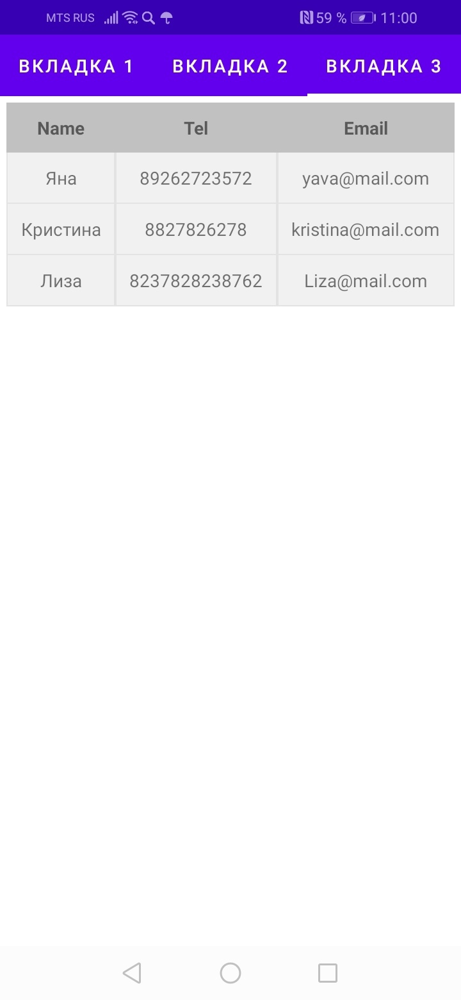 MTS RUS 59 % 11:00
ВКЛАДКА 1 ВКЛАДКА 2 ВКЛАДКА 3
Name Tel Email
Яна 89262723572 yava@mail.com
Кристина 8827826278 kristina@mail.com
Лиза 8237828238762 Liza@mail.com